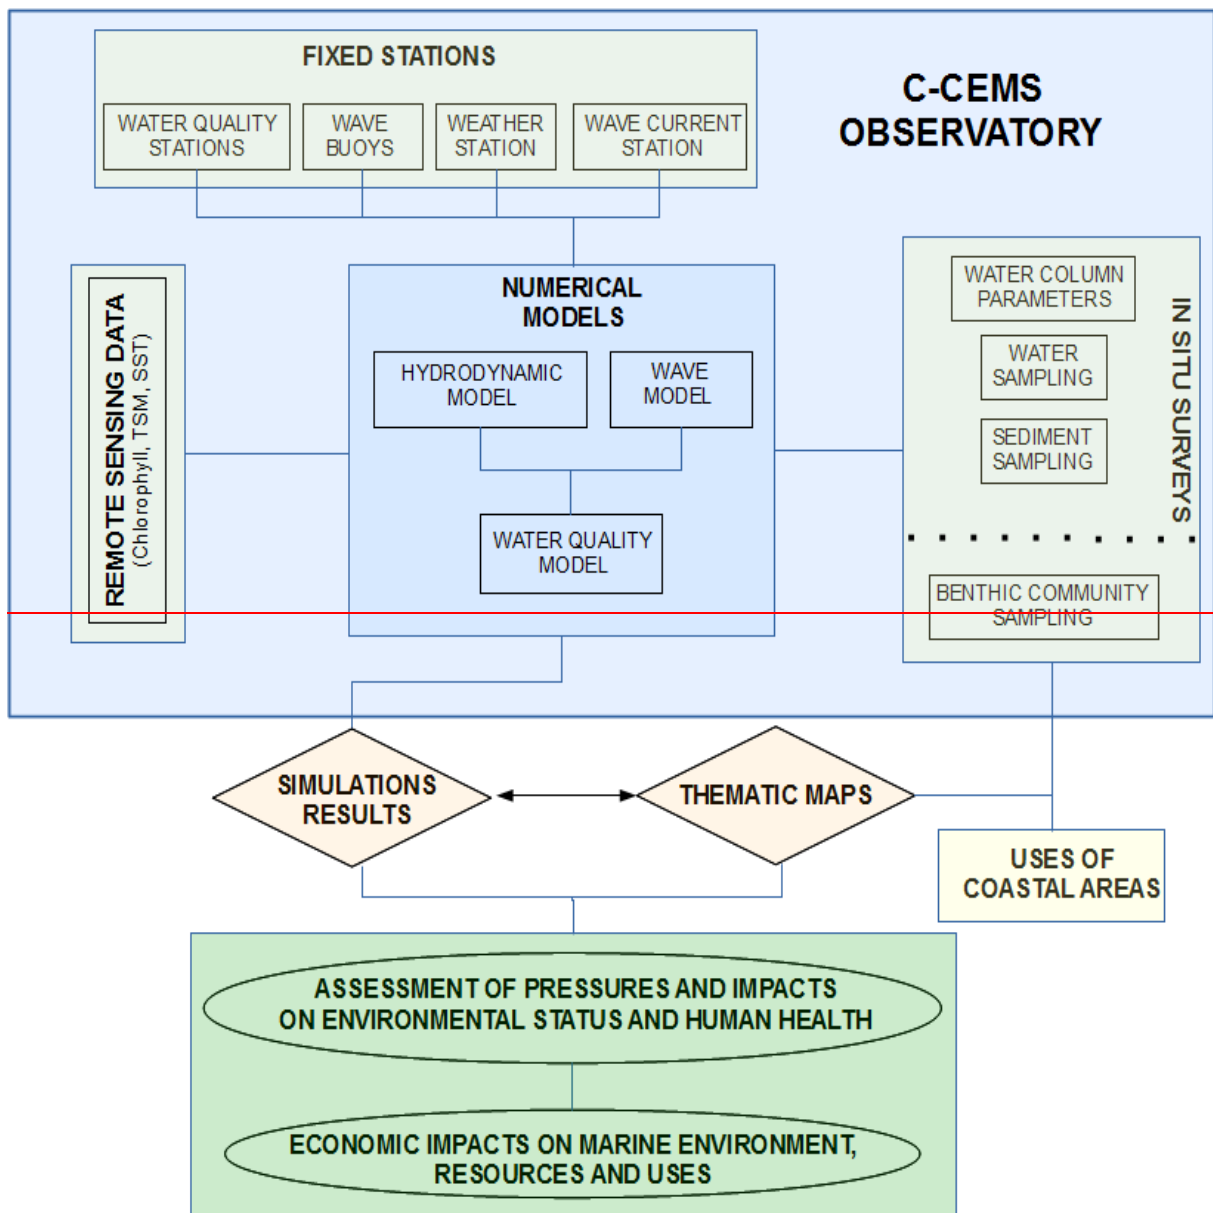 FIXED STATIONS
WATER QUALITY
STATIONS
WAVE
BUOYS
WEATHER
STATION
WAVE CURRENT
STATION
C-CEMS
OBSERVATORY
REMOTE SENSING DATA
(Chlorophyll, TSM, SST)
NUMERICAL
MODELS
HYDRODYNAMIC
MODEL
WAVE
MODEL
WATER QUALITY
MODEL
WATER COLUMN
PARAMETERS
WATER
SAMPLING
SEDIMENT
SAMPLING
BENTHIC COMMUNITY
SAMPLING
IN SITU SURVEYS
SIMULATIONS
RESULTS
THEMATIC MAPS
USES OF
COASTAL AREAS
ASSESSMENT OF PRESSURES AND IMPACTS
ON ENVIRONMENTAL STATUS AND HUMAN HEALTH
ECONOMIC IMPACTS ON MARINE ENVIRONMENT,
RESOURCES AND USES